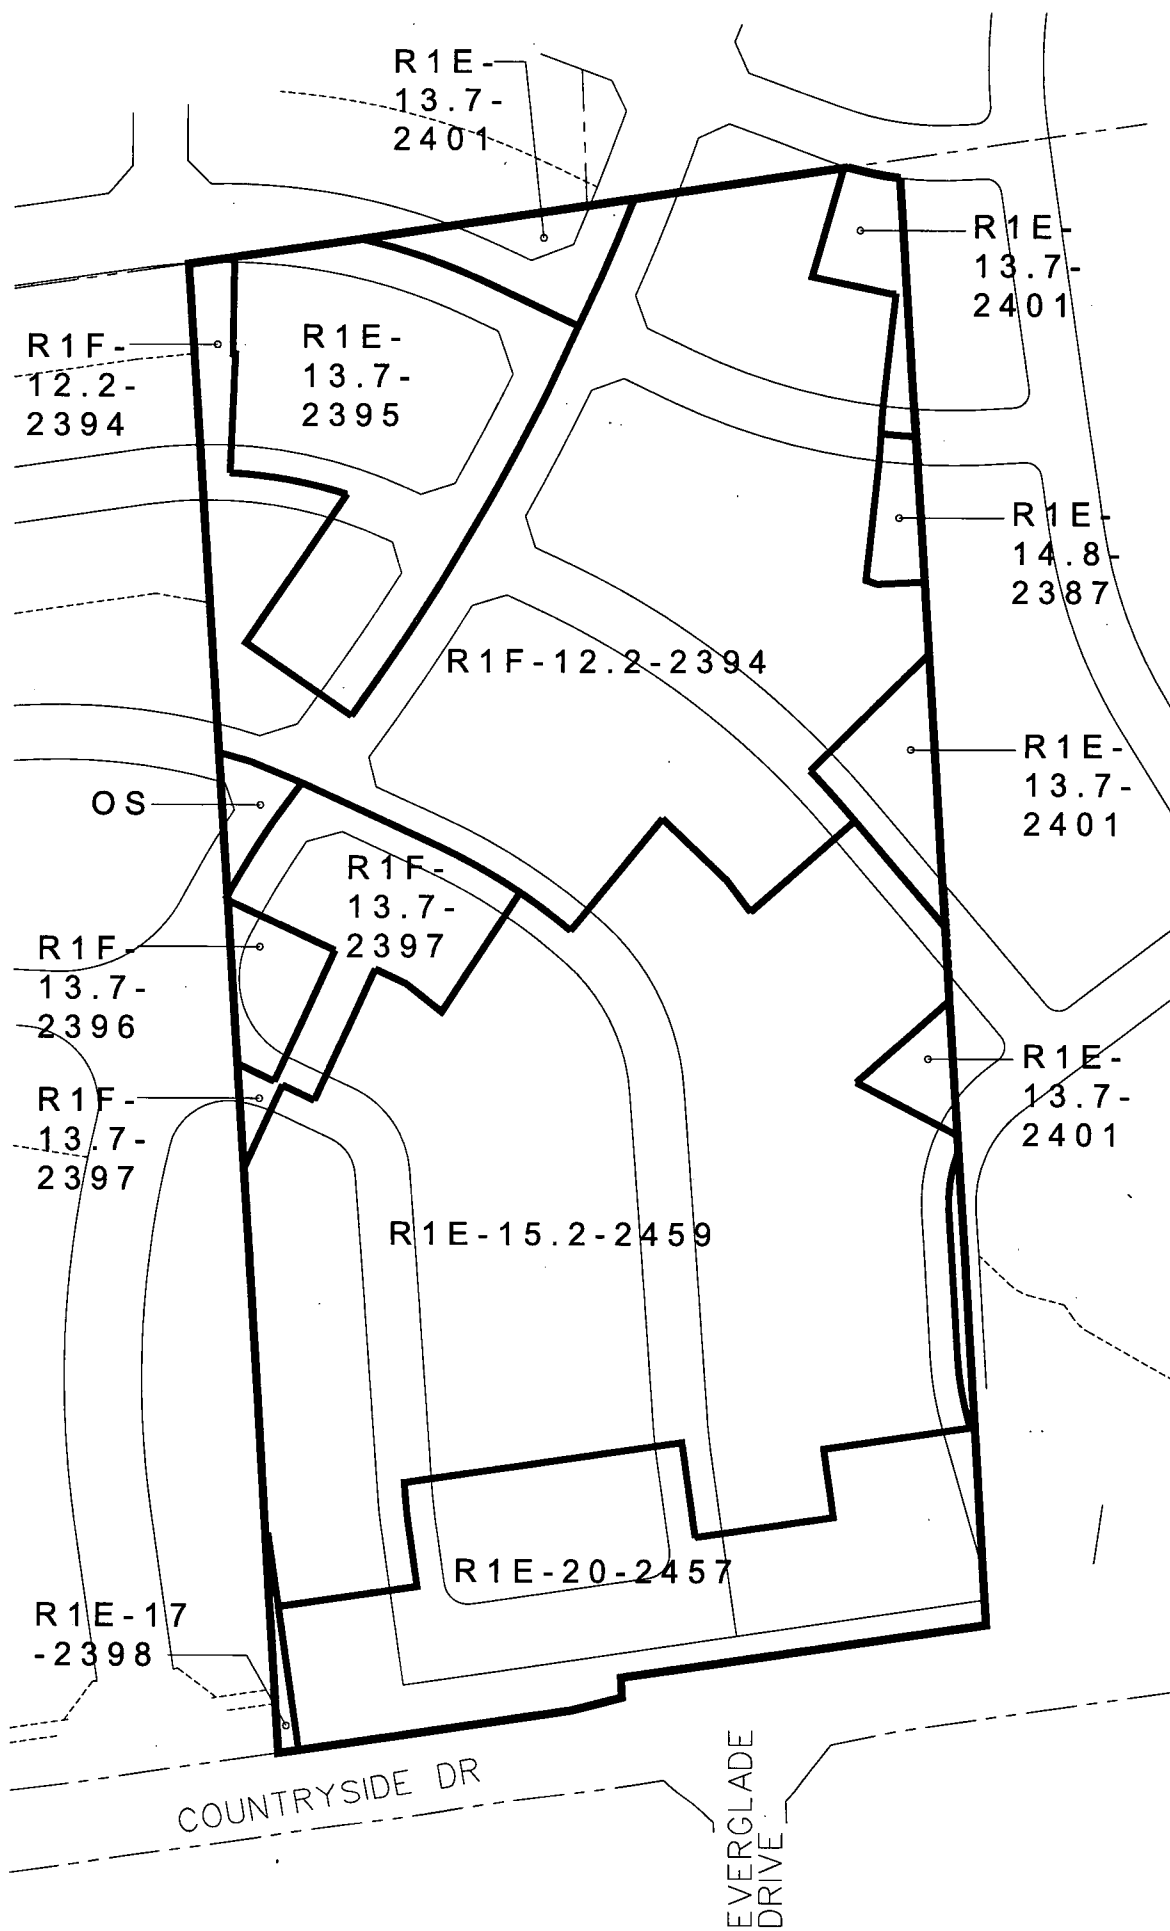 R1E-
13.7-
2401
R1E-
13.7-
2401
R1F-
12.2-
2394
R1E-
13.7-
2395
R1E-
14.8-
2387
R1F-12.2-2394
R1E-
13.7-
2401
OS
R1F-
13.7-
2397
R1F-
13.7-
2396
R1E-
13.7-
2401
R1F-
13.7-
2397
R1E-15.2-2459
R1E-20-2457
R1E-17
-2398
COUNTRYSIDE DR
EVERGLADE
DRIVE